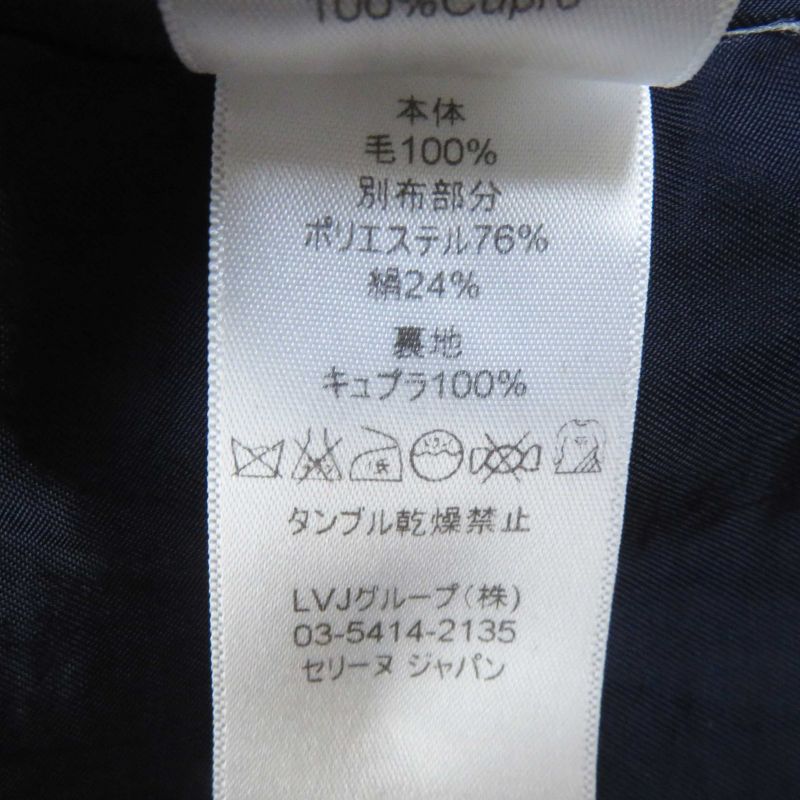 100%Cupro
本体
毛100%
別布部分
ポリエステル76%
絹24%
裏地
キュプラ100%
タンブル乾燥禁止
LVJグループ(株)
03-5414-2135
セリーヌ ジャパン